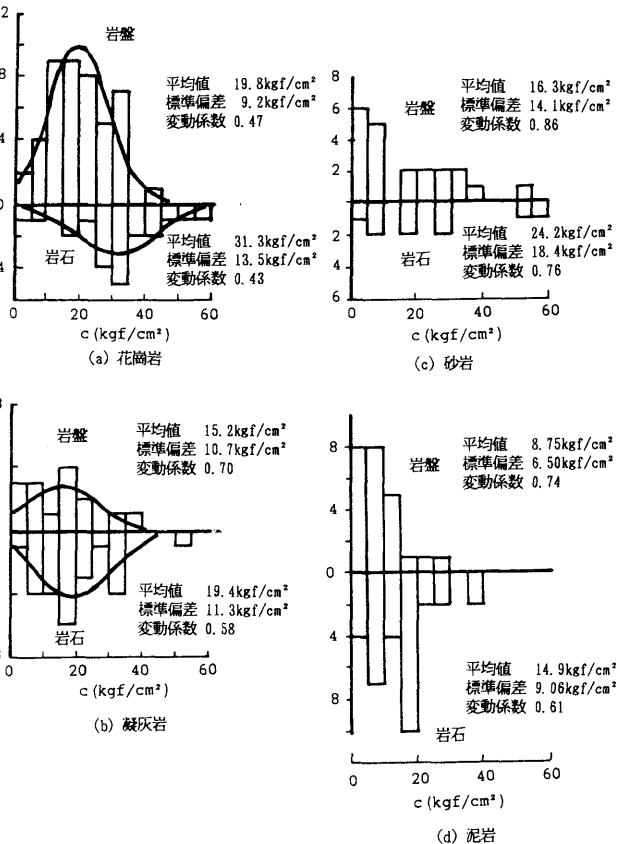 12
8
4
0
4
岩盤
平均値 19.8kgf/cm²
標準偏差 9.2kgf/cm²
変動係数 0.47
岩石
平均値 31.3kgf/cm²
標準偏差 13.5kgf/cm²
変動係数 0.43
0 20 40 60
c(kgf/cm²)
(a) 花崗岩
8
6
4
2
0
2
4
6
岩盤
平均値 16.3kgf/cm²
標準偏差 14.1kgf/cm²
変動係数 0.86
岩石
平均値 24.2kgf/cm²
標準偏差 18.4kgf/cm²
変動係数 0.76
0 20 40 60
c(kgf/cm²)
(c) 砂岩
岩盤
平均値 15.2kgf/cm²
標準偏差 10.7kgf/cm²
変動係数 0.70
岩石
平均値 19.4kgf/cm²
標準偏差 11.3kgf/cm²
変動係数 0.58
0 20 40 60
c(kgf/cm²)
(b) 凝灰岩
8
4
0
4
8
岩盤
平均値 8.75kgf/cm²
標準偏差 6.50kgf/cm²
変動係数 0.74
平均値 14.9kgf/cm²
標準偏差 9.06kgf/cm²
変動係数 0.61
岩石
0 20 40 60
c(kgf/cm²)
(d) 泥岩